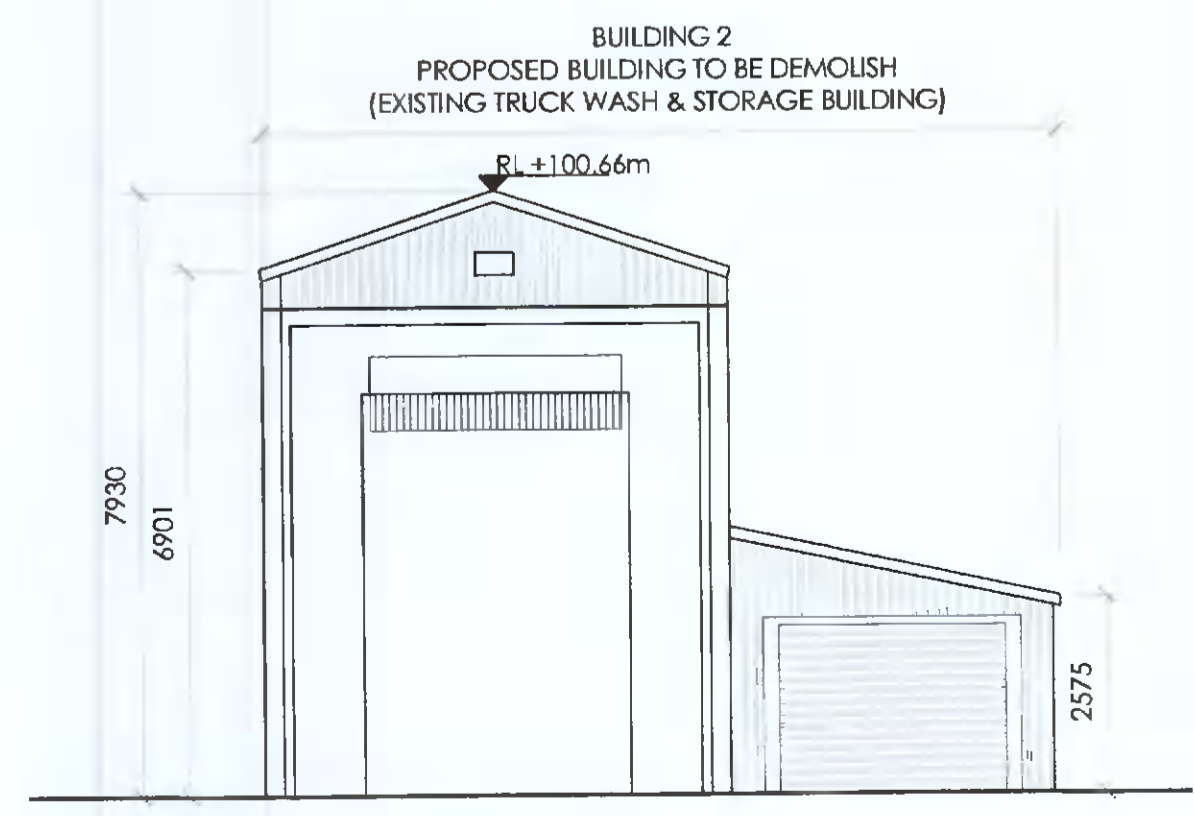 BUILDING 2
PROPOSED BUILDING TO BE DEMOLISH
(EXISTING TRUCK WASH & STORAGE BUILDING)
RL +100.66m
7930
6901
2575